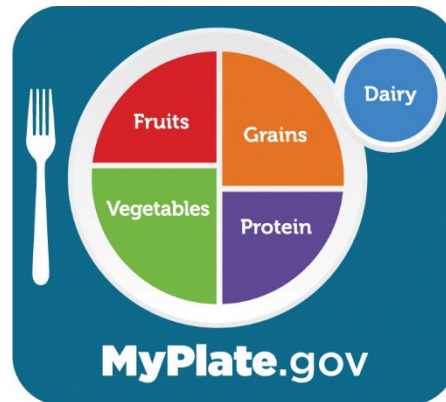 Fruits
Grains
Dairy
Vegetables
Protein
MyPlate.gov